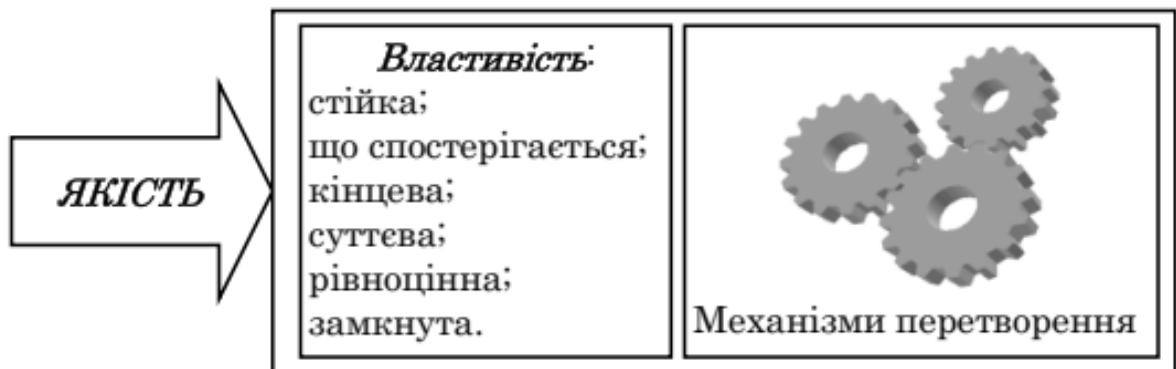 ЯКІСТЬ
Властивість:
стійка;
що спостерігається;
кінцева;
суттєва;
рівноцінна;
замкнута.
Механізми перетворення